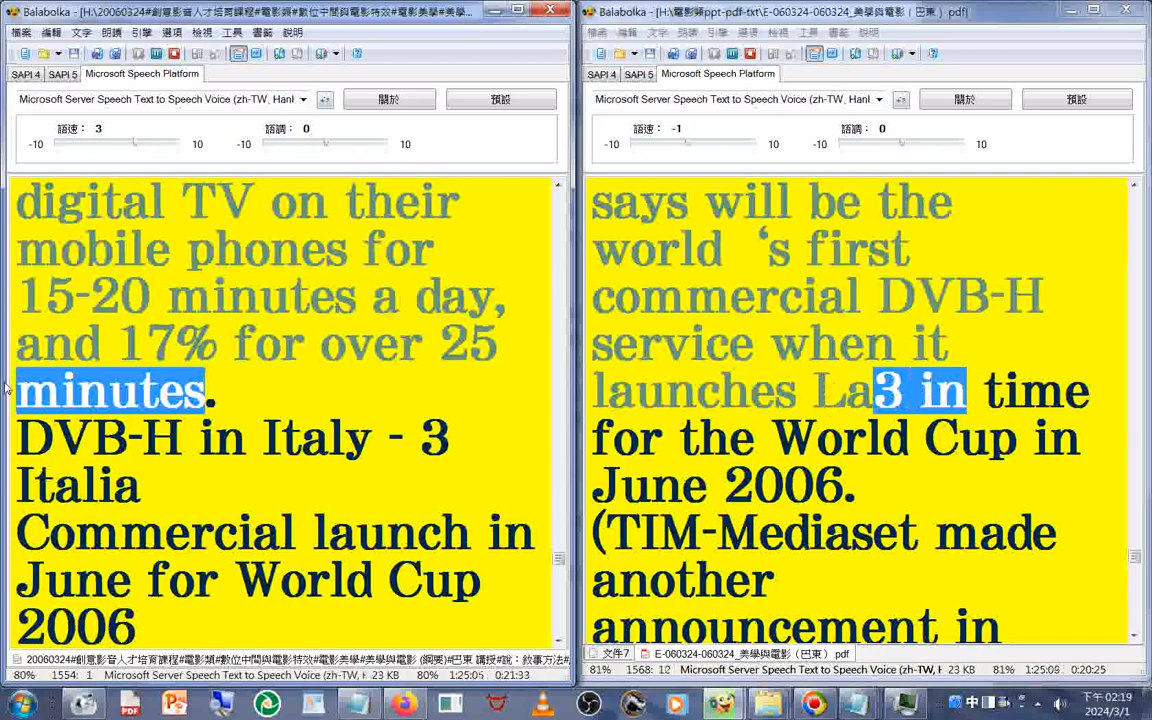 Balabolka - [H:\20060324#創意影音人才培育課程#電影類#數位中間與電影特效#電影美學#美學...
檔案 編輯 文字 朗讀 引擎 選項 檢視 工具 書籤 說明
SAPI 4 SAPI 5 Microsoft Speech Platform
Microsoft Server Speech Text to Speech Voice (zh-TW, Hanl
關於 預設
語速： 3 語調： 0
-10 10 -10 10
digital TV on their
mobile phones for
15-20 minutes a day,
and 17% for over 25
minutes.
DVB-H in Italy - 3
Italia
Commercial launch in
June for World Cup
2006
20060324#創意影音人才培育課程#電影類#數位中間與電影特效#電影美學#美學與電影 (綱要)#巴東 講授#說：敘事方法#
80% 1554: 1 Microsoft Server Speech Text to Speech Voice (zh-TW, H 23 KB 81% 1:25:05 0:21:33
Balabolka - [H:\電影類ppt-pdf-txt\E-060324-060324_美學與電影（巴東） pdf]
檔案 編輯 文字 朗讀 引擎 選項 檢視 工具 書籤 說明
SAPI 4 SAPI 5 Microsoft Speech Platform
Microsoft Server Speech Text to Speech Voice (zh-TW, Hanl
關於 預設
語速： -1 語調： 0
-10 10 -10 10
says will be the
world ‘s first
commercial DVB-H
service when it
launches La3 in time
for the World Cup in
June 2006.
(TIM-Mediaset made
another
announcement in
文件7 E-060324-060324_美學與電影（巴東） pdf
81% 1568: 12 Microsoft Server Speech Text to Speech Voice (zh-TW, H 23 KB 81% 1:25:08 0:20:25
中
下午 02:19
2024/3/1